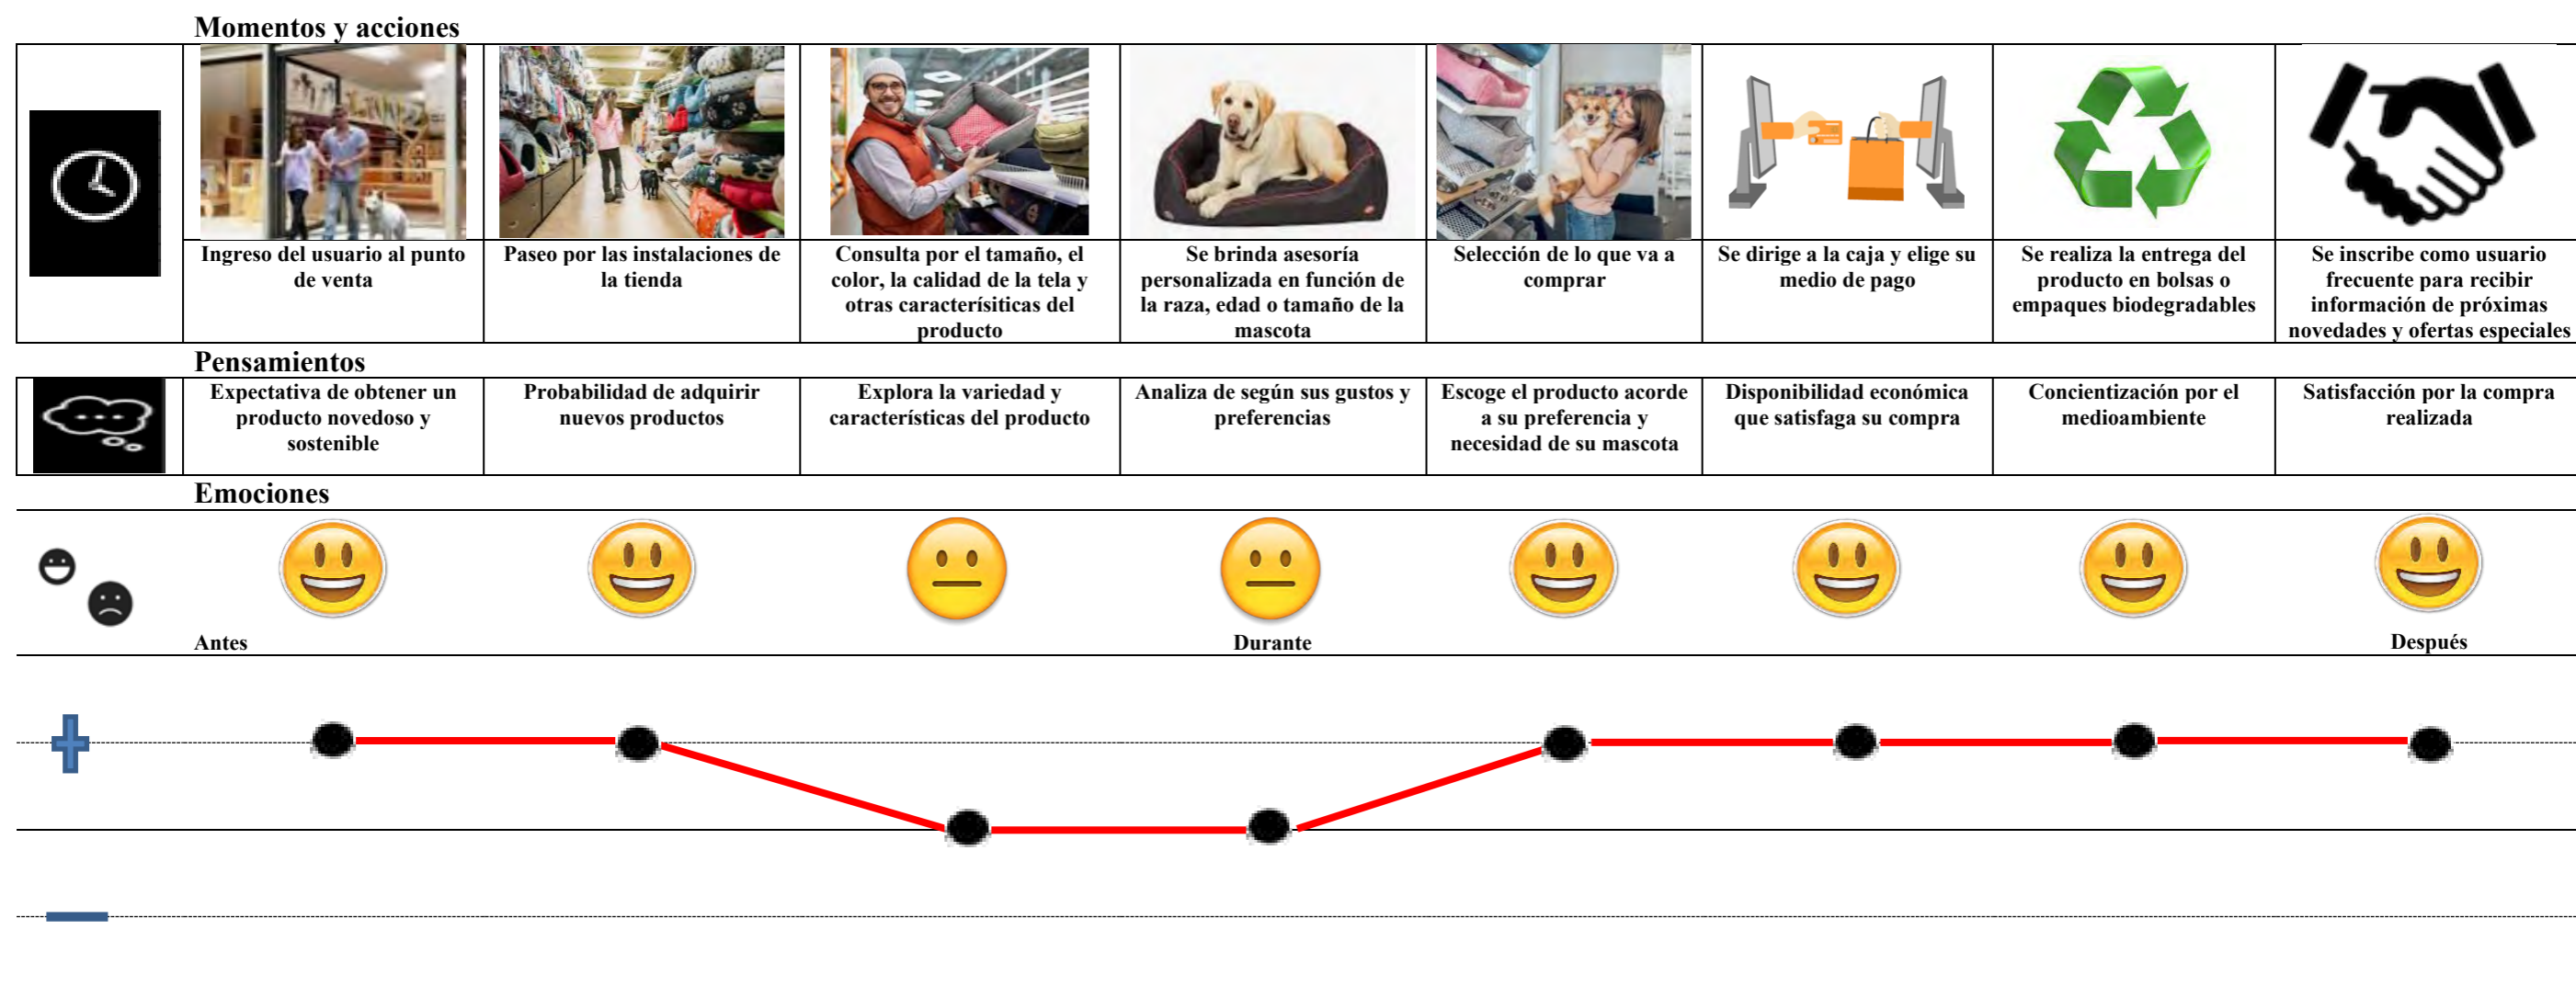 Momentos y acciones
Ingreso del usuario al punto
de venta
Paseo por las instalaciones de
la tienda
Consulta por el tamaño, el
color, la calidad de la tela y
otras caracterísiticas del
producto
Se brinda asesoría
personalizada en función de
la raza, edad o tamaño de la
mascota
Selección de lo que va a
comprar
Se dirige a la caja y elige su
medio de pago
Se realiza la entrega del
producto en bolsas o
empaques biodegradables
Se inscribe como usuario
frecuente para recibir
información de próximas
novedades y ofertas especiales
Pensamientos
Expectativa de obtener un
producto novedoso y
sostenible
Probabilidad de adquirir
nuevos productos
Explora la variedad y
características del producto
Analiza de según sus gustos y
preferencias
Escoge el producto acorde
a su preferencia y
necesidad de su mascota
Disponibilidad económica
que satisfaga su compra
Concientización por el
medioambiente
Satisfacción por la compra
realizada
Emociones
Antes
Durante
Después